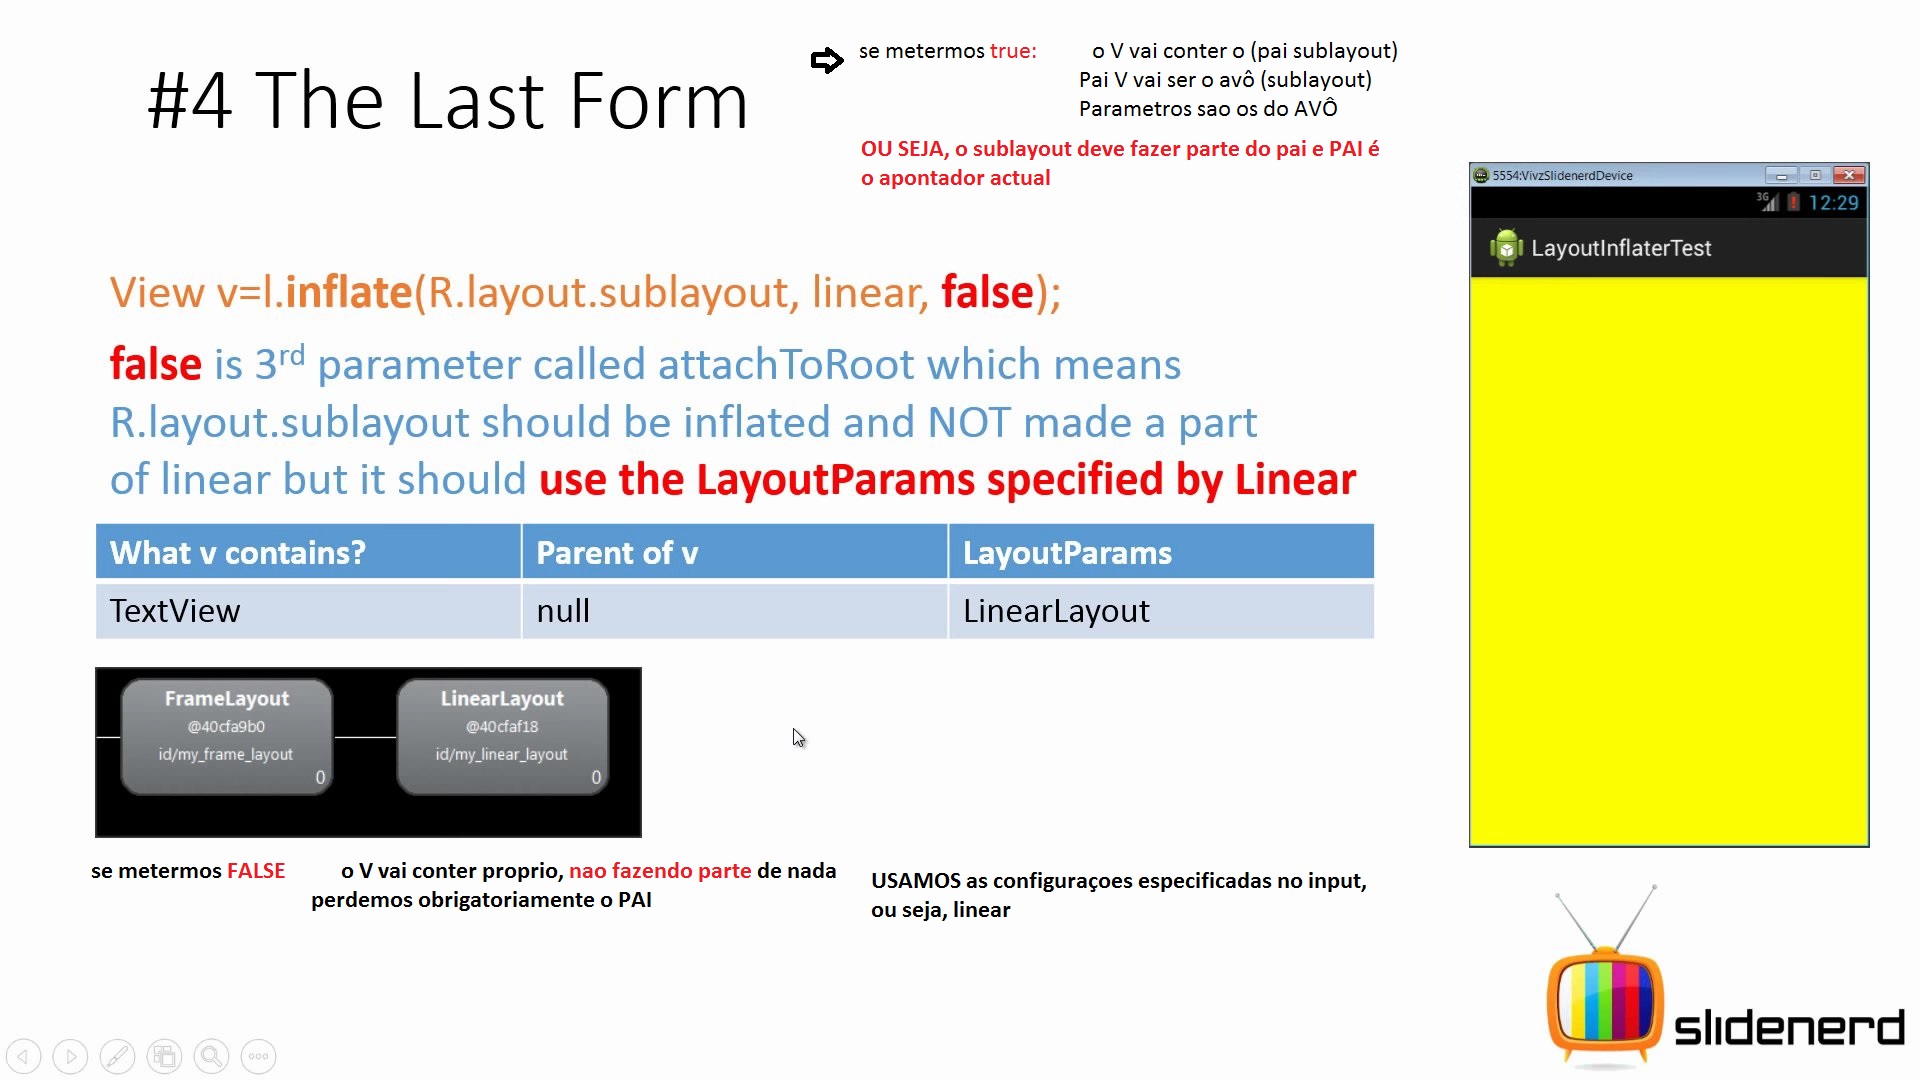 #4 The Last Form
se metermos true: o V vai conter o (pai sublayout)
Pai V vai ser o avô (sublayout)
Parametros sao os do AVÔ
OU SEJA, o sublayout deve fazer parte do pai e PAI é
o apontador actual
5554:VivzSlidenerdDevice
3G 12:29
LayoutInflaterTest
View v=l.inflate(R.layout.sublayout, linear, false);
false is 3rd parameter called attachToRoot which means
R.layout.sublayout should be inflated and NOT made a part
of linear but it should use the LayoutParams specified by Linear
What v contains? Parent of v LayoutParams
TextView null LinearLayout
FrameLayout
@40cfa9b0
id/my_frame_layout
0
LinearLayout
@40cfaf18
id/my_linear_layout
0
se metermos FALSE o V vai conter proprio, nao fazendo parte de nada
perdemos obrigatoriamente o PAI
USAMOS as configuraçoes especificadas no input,
ou seja, linear
slidenerd